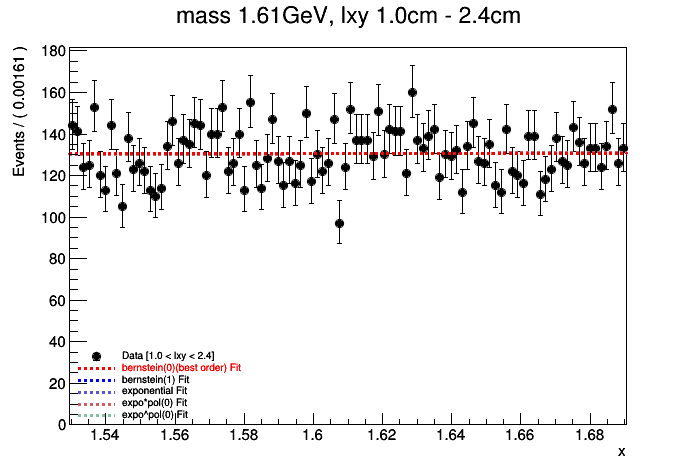 mass 1.61GeV, lxy 1.0cm - 2.4cm
Events / ( 0.00161 )
180
160
140
120
100
80
60
40
20
0
Data [1.0 < lxy < 2.4]
bernstein(0)(best order) Fit
bernstein(1) Fit
exponential Fit
expo*pol(0) Fit
expo^pol(0)Fit
1.54 1.56 1.58 1.6 1.62 1.64 1.66 1.68
x